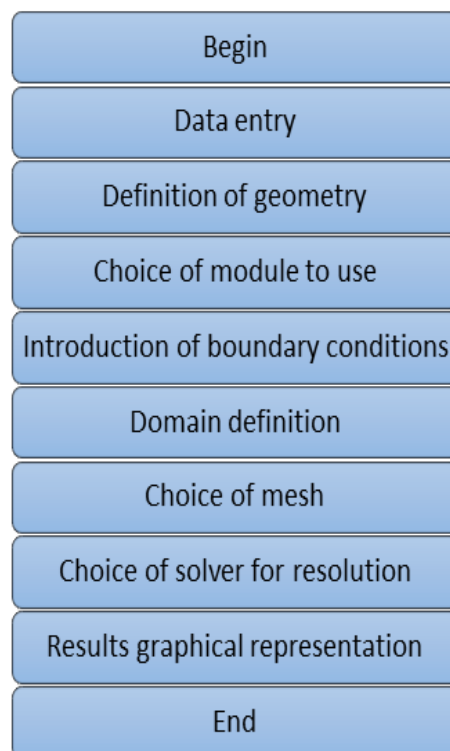 Begin
Data entry
Definition of geometry
Choice of module to use
Introduction of boundary conditions
Domain definition
Choice of mesh
Choice of solver for resolution
Results graphical representation
End